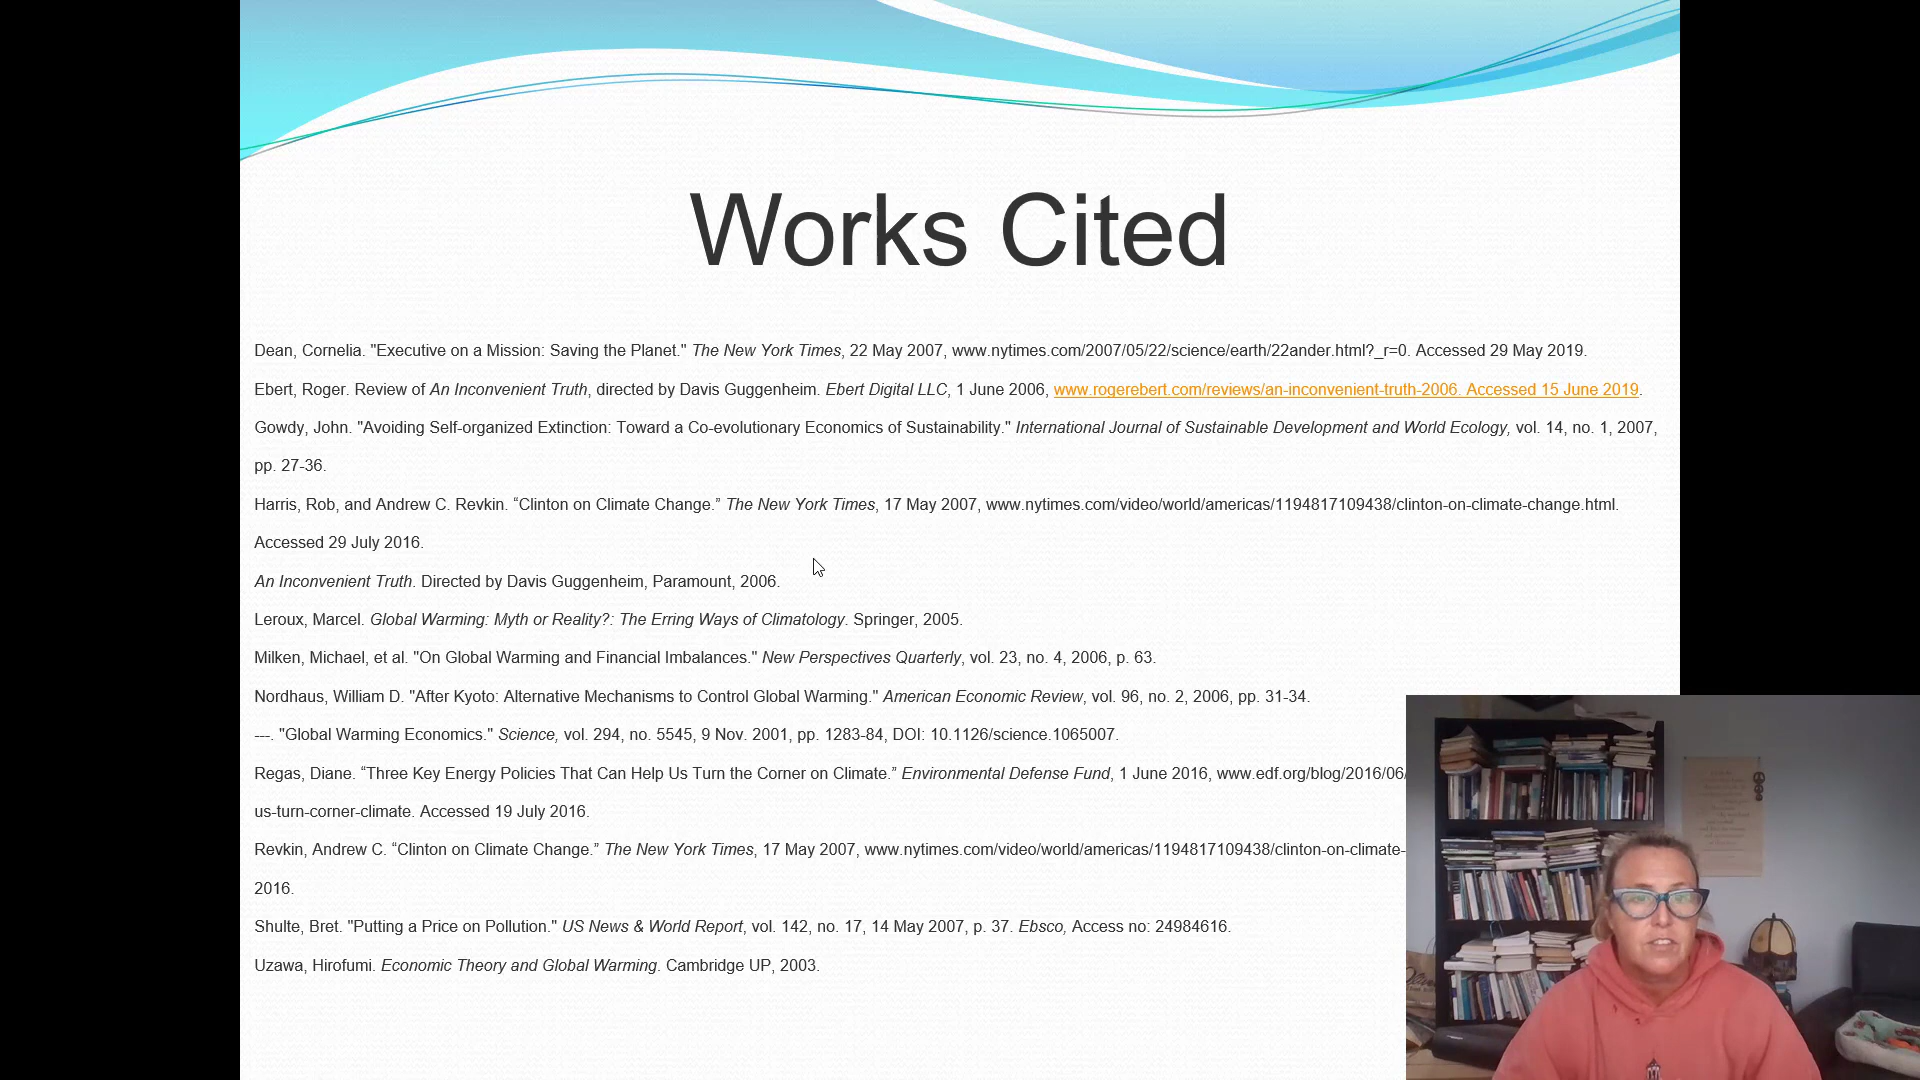 Works Cited
Dean, Cornelia. "Executive on a Mission: Saving the Planet." The New York Times, 22 May 2007, www.nytimes.com/2007/05/22/science/earth/22ander.html?_r=0. Accessed 29 May 2019.
Ebert, Roger. Review of An Inconvenient Truth, directed by Davis Guggenheim. Ebert Digital LLC, 1 June 2006, www.rogerebert.com/reviews/an-inconvenient-truth-2006. Accessed 15 June 2019.
Gowdy, John. "Avoiding Self-organized Extinction: Toward a Co-evolutionary Economics of Sustainability." International Journal of Sustainable Development and World Ecology, vol. 14, no. 1, 2007,
pp. 27-36.
Harris, Rob, and Andrew C. Revkin. “Clinton on Climate Change.” The New York Times, 17 May 2007, www.nytimes.com/video/world/americas/1194817109438/clinton-on-climate-change.html.
Accessed 29 July 2016.
An Inconvenient Truth. Directed by Davis Guggenheim, Paramount, 2006.
Leroux, Marcel. Global Warming: Myth or Reality?: The Erring Ways of Climatology. Springer, 2005.
Milken, Michael, et al. "On Global Warming and Financial Imbalances." New Perspectives Quarterly, vol. 23, no. 4, 2006, p. 63.
Nordhaus, William D. "After Kyoto: Alternative Mechanisms to Control Global Warming." American Economic Review, vol. 96, no. 2, 2006, pp. 31-34.
---. "Global Warming Economics." Science, vol. 294, no. 5545, 9 Nov. 2001, pp. 1283-84, DOI: 10.1126/science.1065007.
Regas, Diane. “Three Key Energy Policies That Can Help Us Turn the Corner on Climate.” Environmental Defense Fund, 1 June 2016, www.edf.org/blog/2016/06/
us-turn-corner-climate. Accessed 19 July 2016.
Revkin, Andrew C. “Clinton on Climate Change.” The New York Times, 17 May 2007, www.nytimes.com/video/world/americas/1194817109438/clinton-on-climate-
2016.
Shulte, Bret. "Putting a Price on Pollution." US News & World Report, vol. 142, no. 17, 14 May 2007, p. 37. Ebsco, Access no: 24984616.
Uzawa, Hirofumi. Economic Theory and Global Warming. Cambridge UP, 2003.